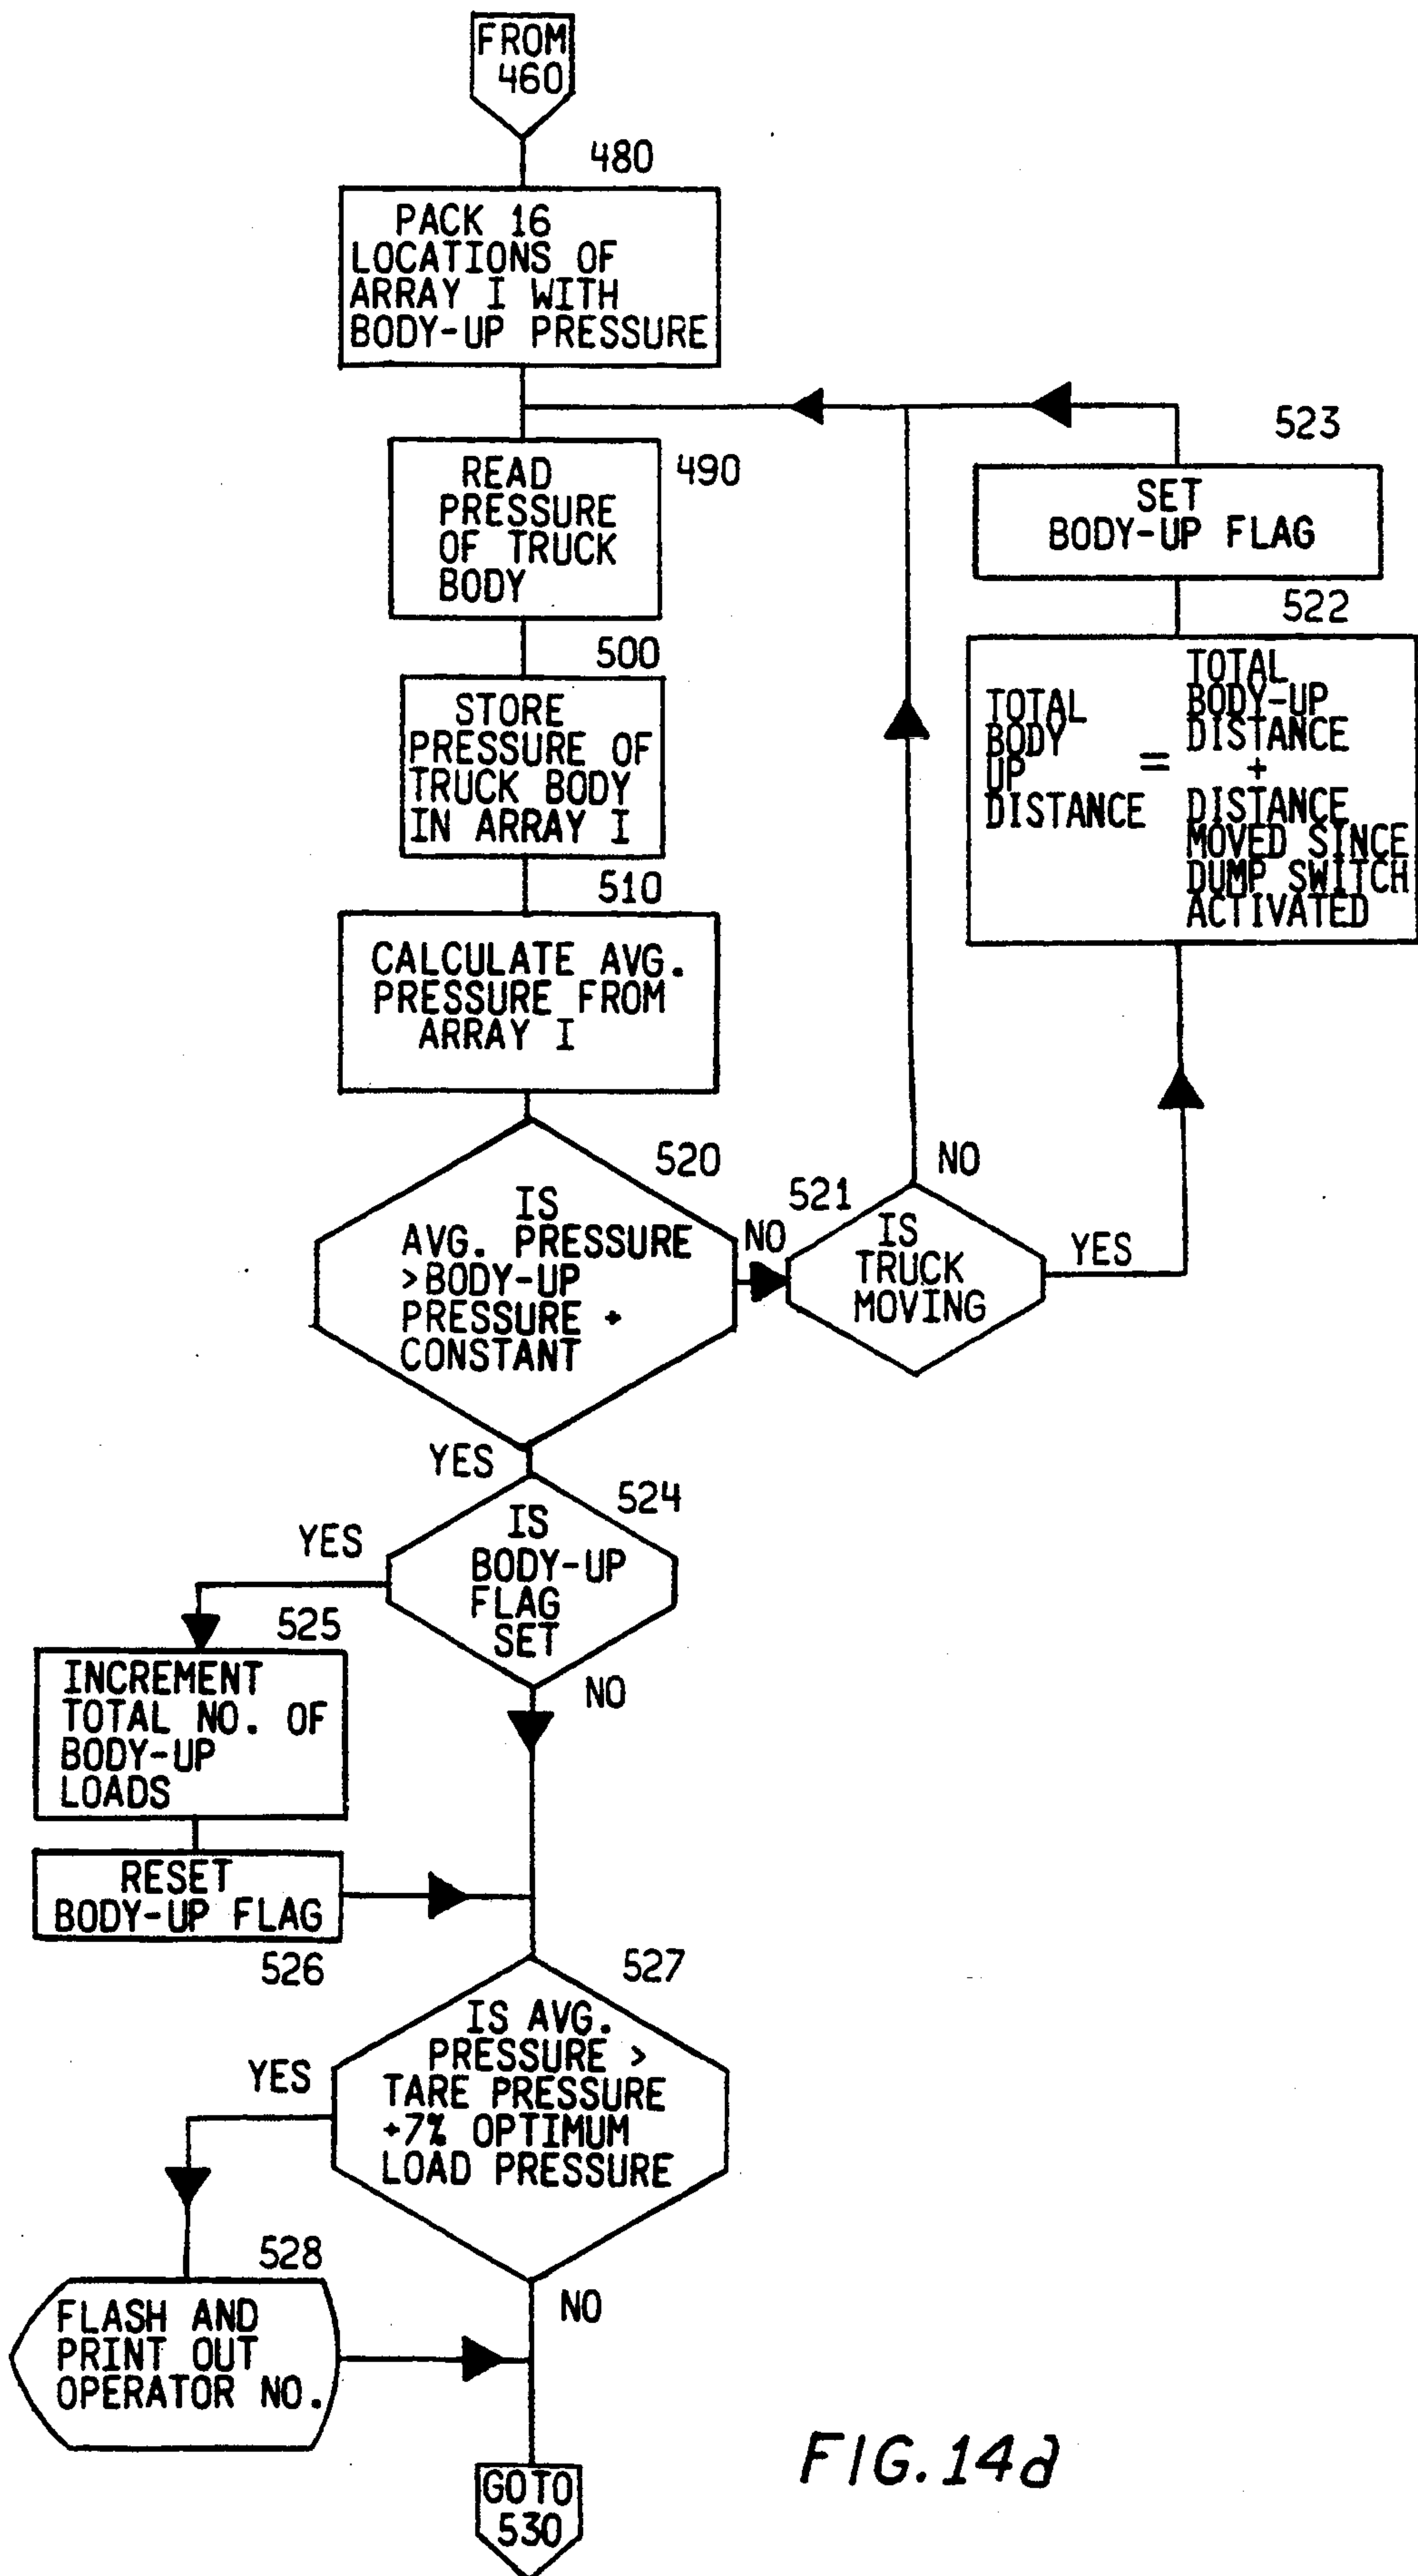 FROM
460
480
PACK 16
LOCATIONS OF
ARRAY I WITH
BODY-UP PRESSURE
READ
PRESSURE
OF TRUCK
BODY
490
500
STORE
PRESSURE OF
TRUCK BODY
IN ARRAY I
510
CALCULATE AVG.
PRESSURE FROM
ARRAY I
520
IS
AVG. PRESSURE
>BODY-UP
PRESSURE +
CONSTANT
NO
521
IS
TRUCK
MOVING
NO
YES
522
TOTAL
BODY
UP
DISTANCE
=
TOTAL
BODY-UP
DISTANCE
+
DISTANCE
MOVED SINCE
DUMP SWITCH
ACTIVATED
523
SET
BODY-UP FLAG
YES
524
IS
BODY-UP
FLAG
SET
YES
NO
525
INCREMENT
TOTAL NO. OF
BODY-UP
LOADS
RESET
BODY-UP FLAG
526
527
IS AVG.
PRESSURE >
TARE PRESSURE
+7% OPTIMUM
LOAD PRESSURE
YES
NO
528
FLASH AND
PRINT OUT
OPERATOR NO.
GOTO
530
FIG.14a